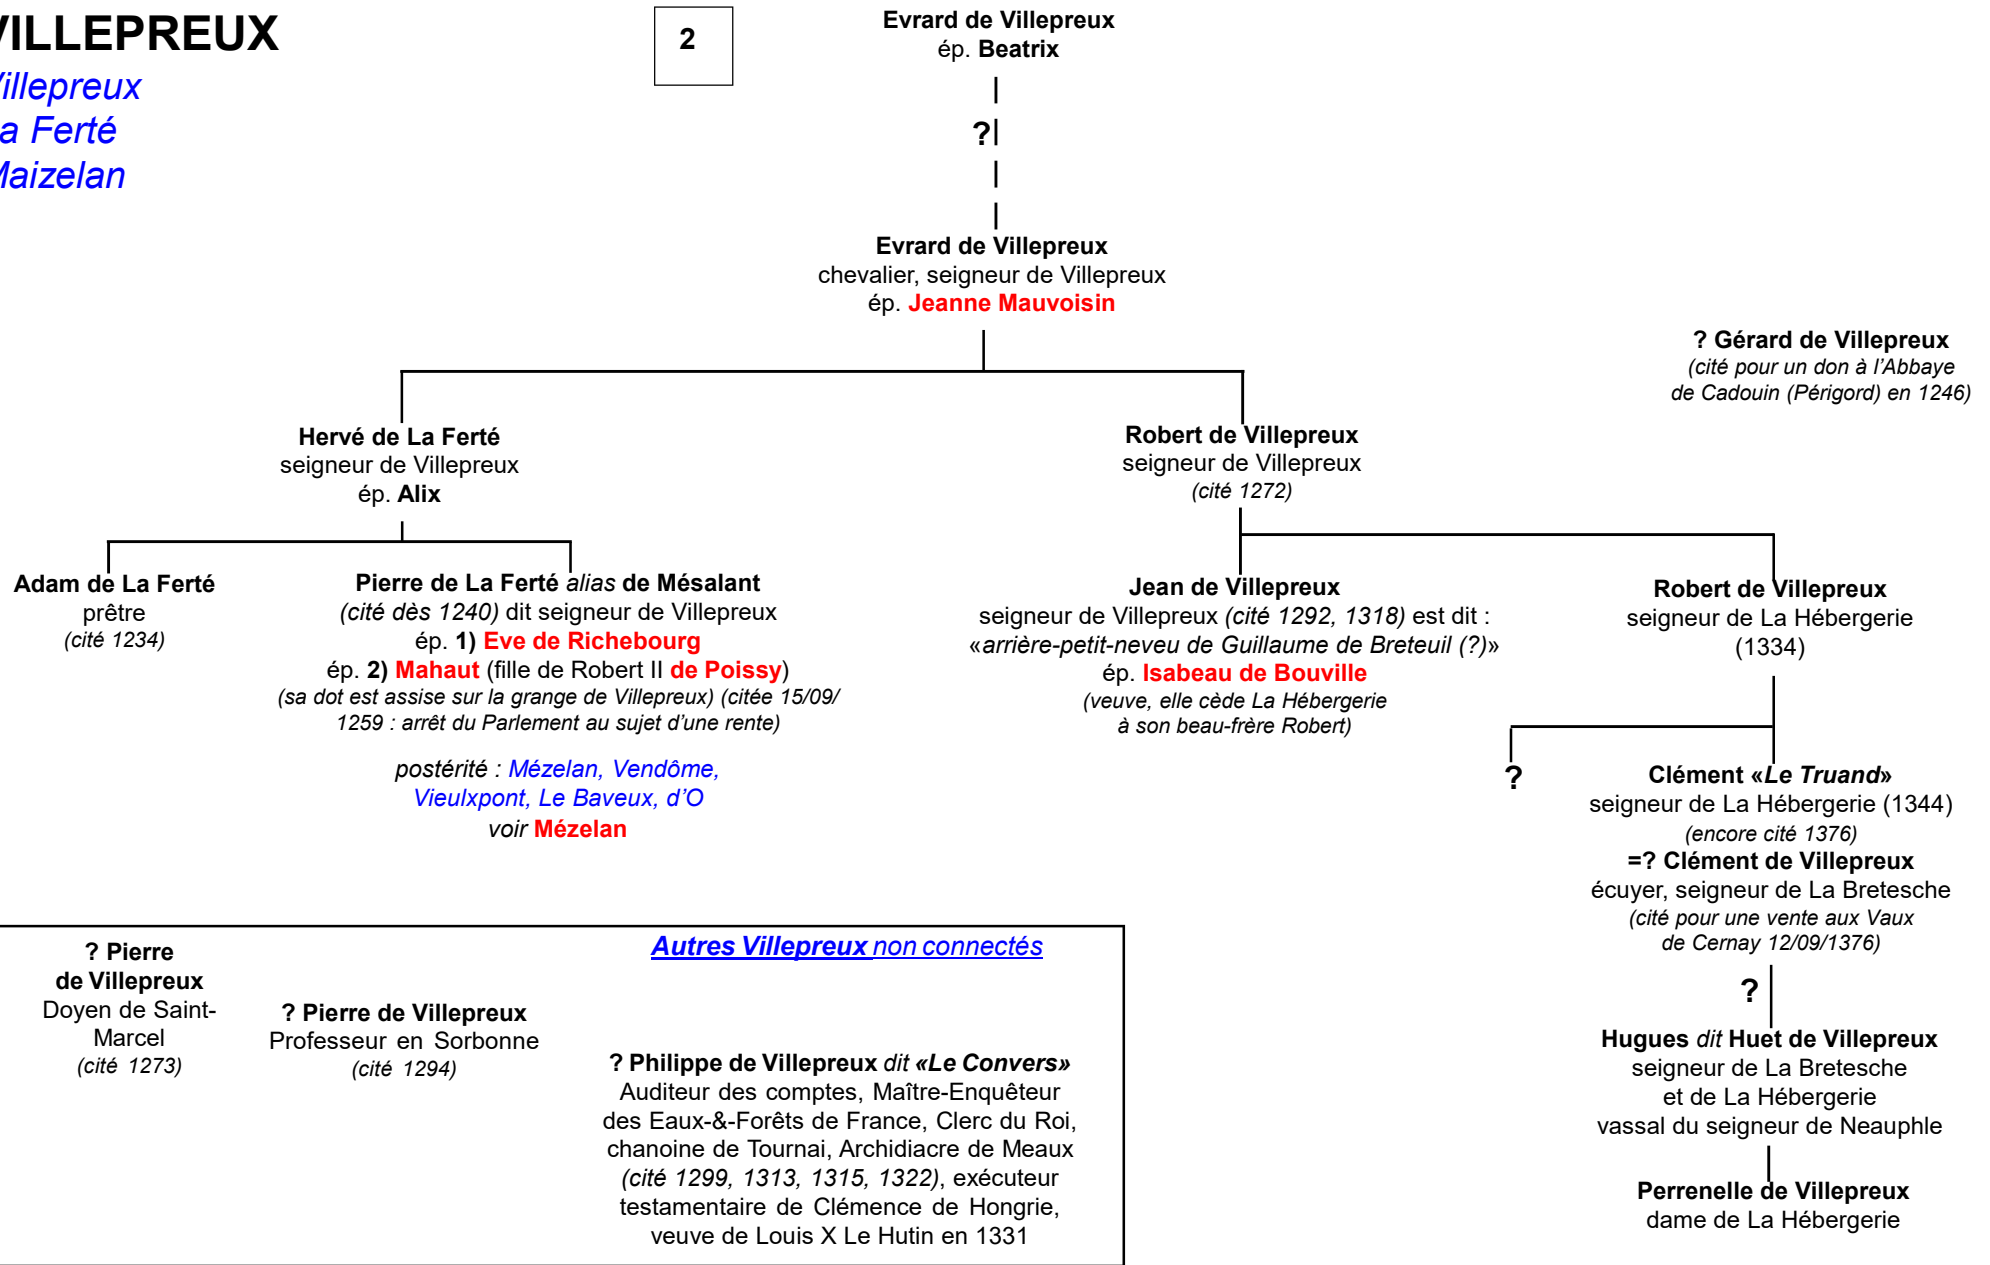 VILLEPREUX
Villepreux
La Ferté
Maizelan
2
Evrard de Villepreux
ép. Beatrix
?
Evrard de Villepreux
chevalier, seigneur de Villepreux
ép. Jeanne Mauvoisin
? Gérard de Villepreux
(cité pour un don à l’Abbaye
de Cadouin (Périgord) en 1246)
Hervé de La Ferté
seigneur de Villepreux
ép. Alix
Robert de Villepreux
seigneur de Villepreux
(cité 1272)
Adam de La Ferté
prêtre
(cité 1234)
Pierre de La Ferté alias de Mésalant
(cité dès 1240) dit seigneur de Villepreux
ép. 1) Eve de Richebourg
ép. 2) Mahaut (fille de Robert II de Poissy)
(sa dot est assise sur la grange de Villepreux) (citée 15/09/
1259 : arrêt du Parlement au sujet d’une rente)
postérité : Mézelan, Vendôme,
Vieulxpont, Le Baveux, d’O
voir Mézelan
Jean de Villepreux
seigneur de Villepreux (cité 1292, 1318) est dit :
«arrière-petit-neveu de Guillaume de Breteuil (?)»
ép. Isabeau de Bouville
(veuve, elle cède La Hébergerie
à son beau-frère Robert)
Robert de Villepreux
seigneur de La Hébergerie
(1334)
?
Clément «Le Truand»
seigneur de La Hébergerie (1344)
(encore cité 1376)
=? Clément de Villepreux
écuyer, seigneur de La Bretesche
(cité pour une vente aux Vaux
de Cernay 12/09/1376)
?
Hugues dit Huet de Villepreux
seigneur de La Bretesche
et de La Hébergerie
vassal du seigneur de Neauphle
Perrenelle de Villepreux
dame de La Hébergerie
Autres Villepreux non connectés
? Pierre
de Villepreux
Doyen de Saint-
Marcel
(cité 1273)
? Pierre de Villepreux
Professeur en Sorbonne
(cité 1294)
? Philippe de Villepreux dit «Le Convers»
Auditeur des comptes, Maître-Enquêteur
des Eaux-&-Forêts de France, Clerc du Roi,
chanoine de Tournai, Archidiacre de Meaux
(cité 1299, 1313, 1315, 1322), exécuteur
testamentaire de Clémence de Hongrie,
veuve de Louis X Le Hutin en 1331